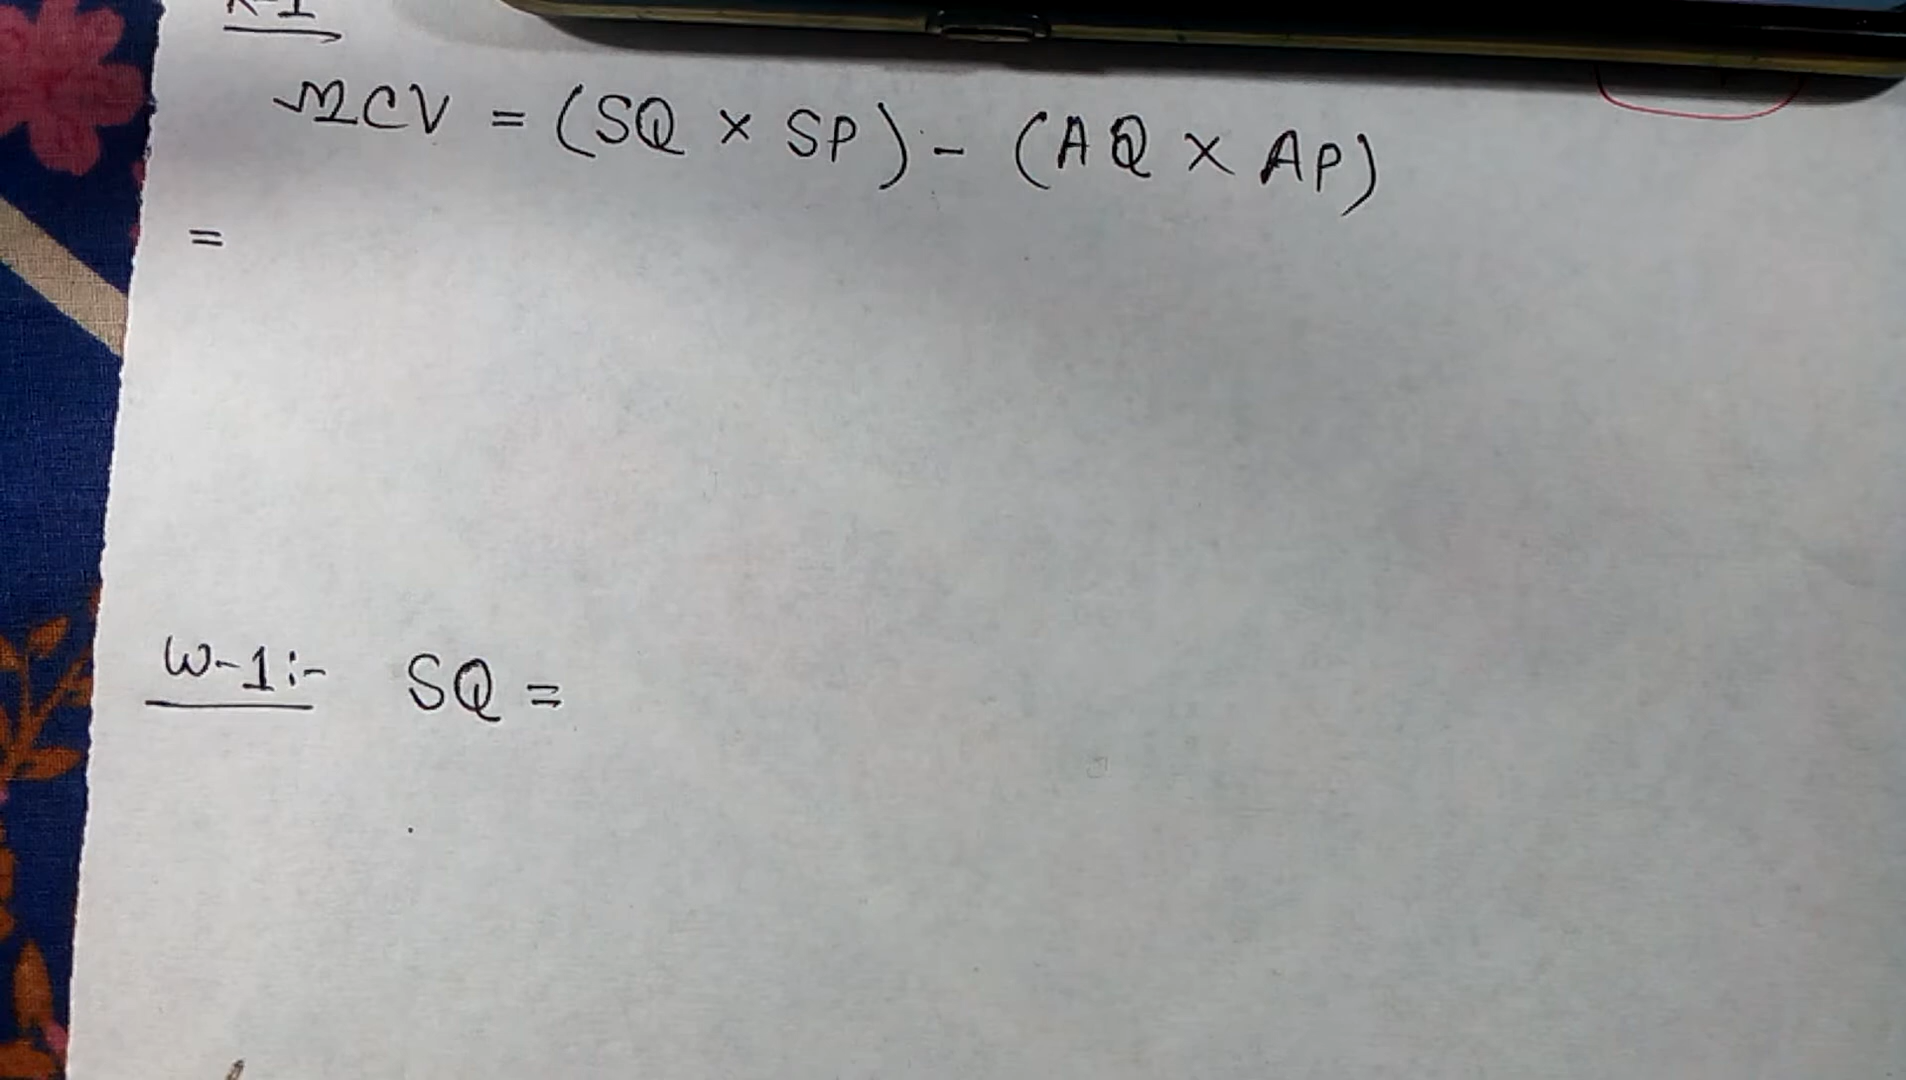 MCV = (SQ × SP) - (AQ × AP)
=
W-1:- SQ =